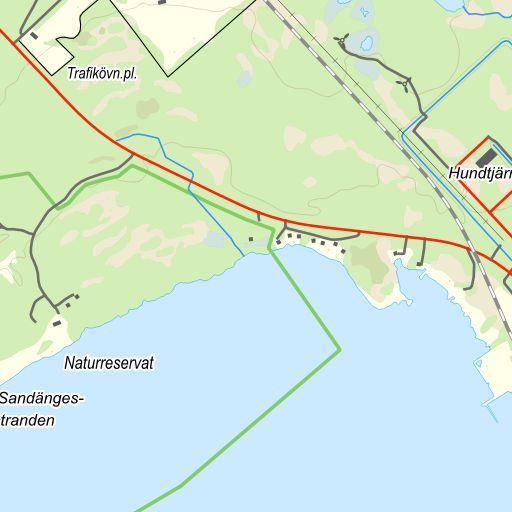 Trafikövn.pl.
Hundtjärn
Naturreservat
Sandänges-
tranden